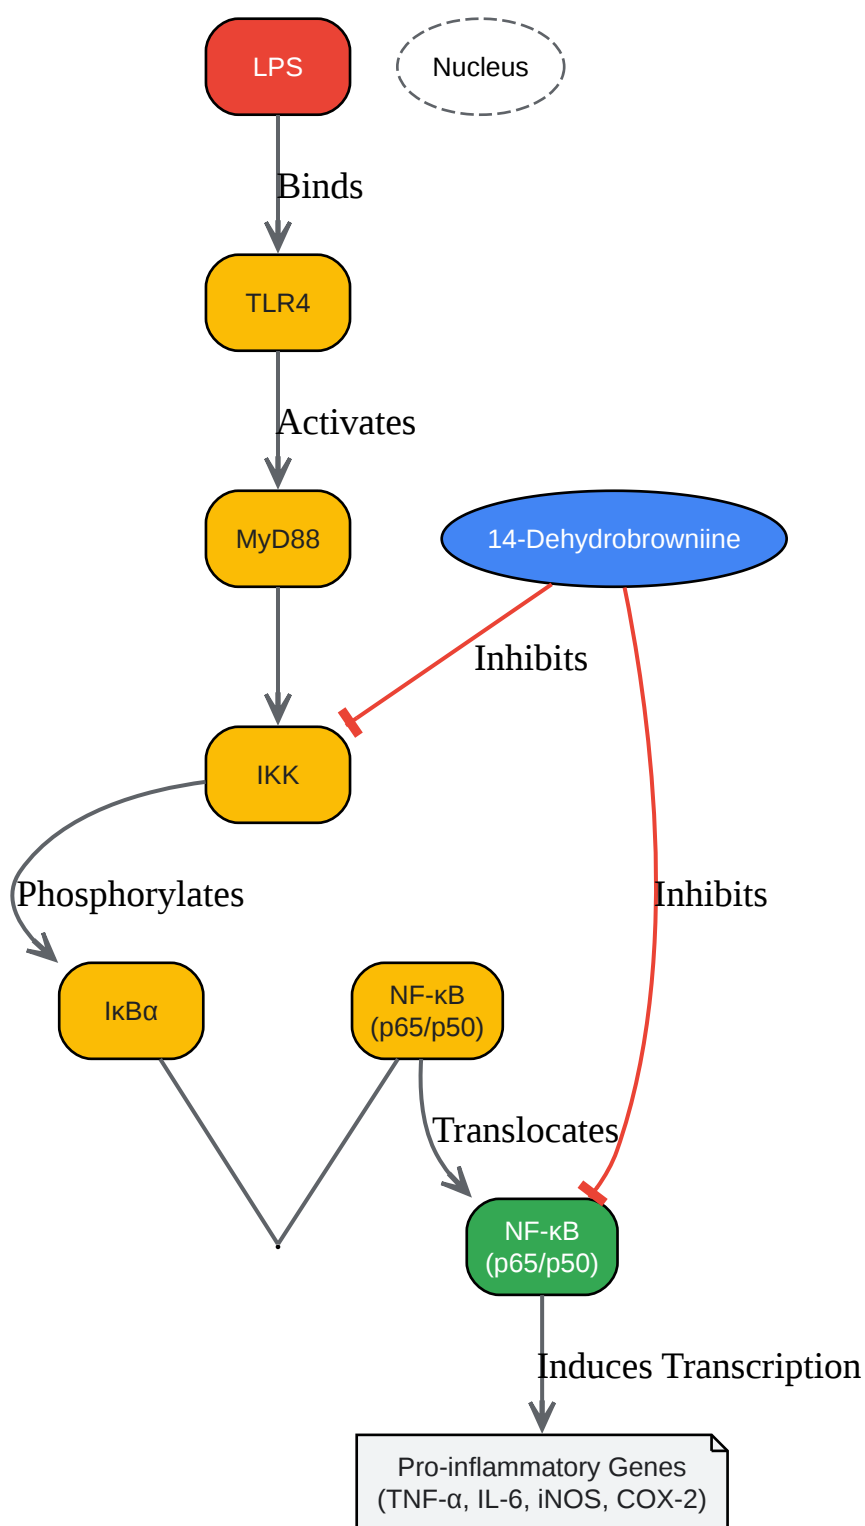 LPS
Nucleus
Binds
TLR4
Activates
MyD88
14-Dehydrobrowniine
Inhibits
IKK
Phosphorylates
Inhibits
IκBα
NF-κB
(p65/p50)
Translocates
NF-κB
(p65/p50)
Induces Transcription
Pro-inflammatory Genes
(TNF-α, IL-6, iNOS, COX-2)